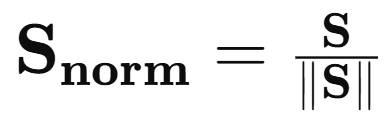 S_norm = S / ‖S‖